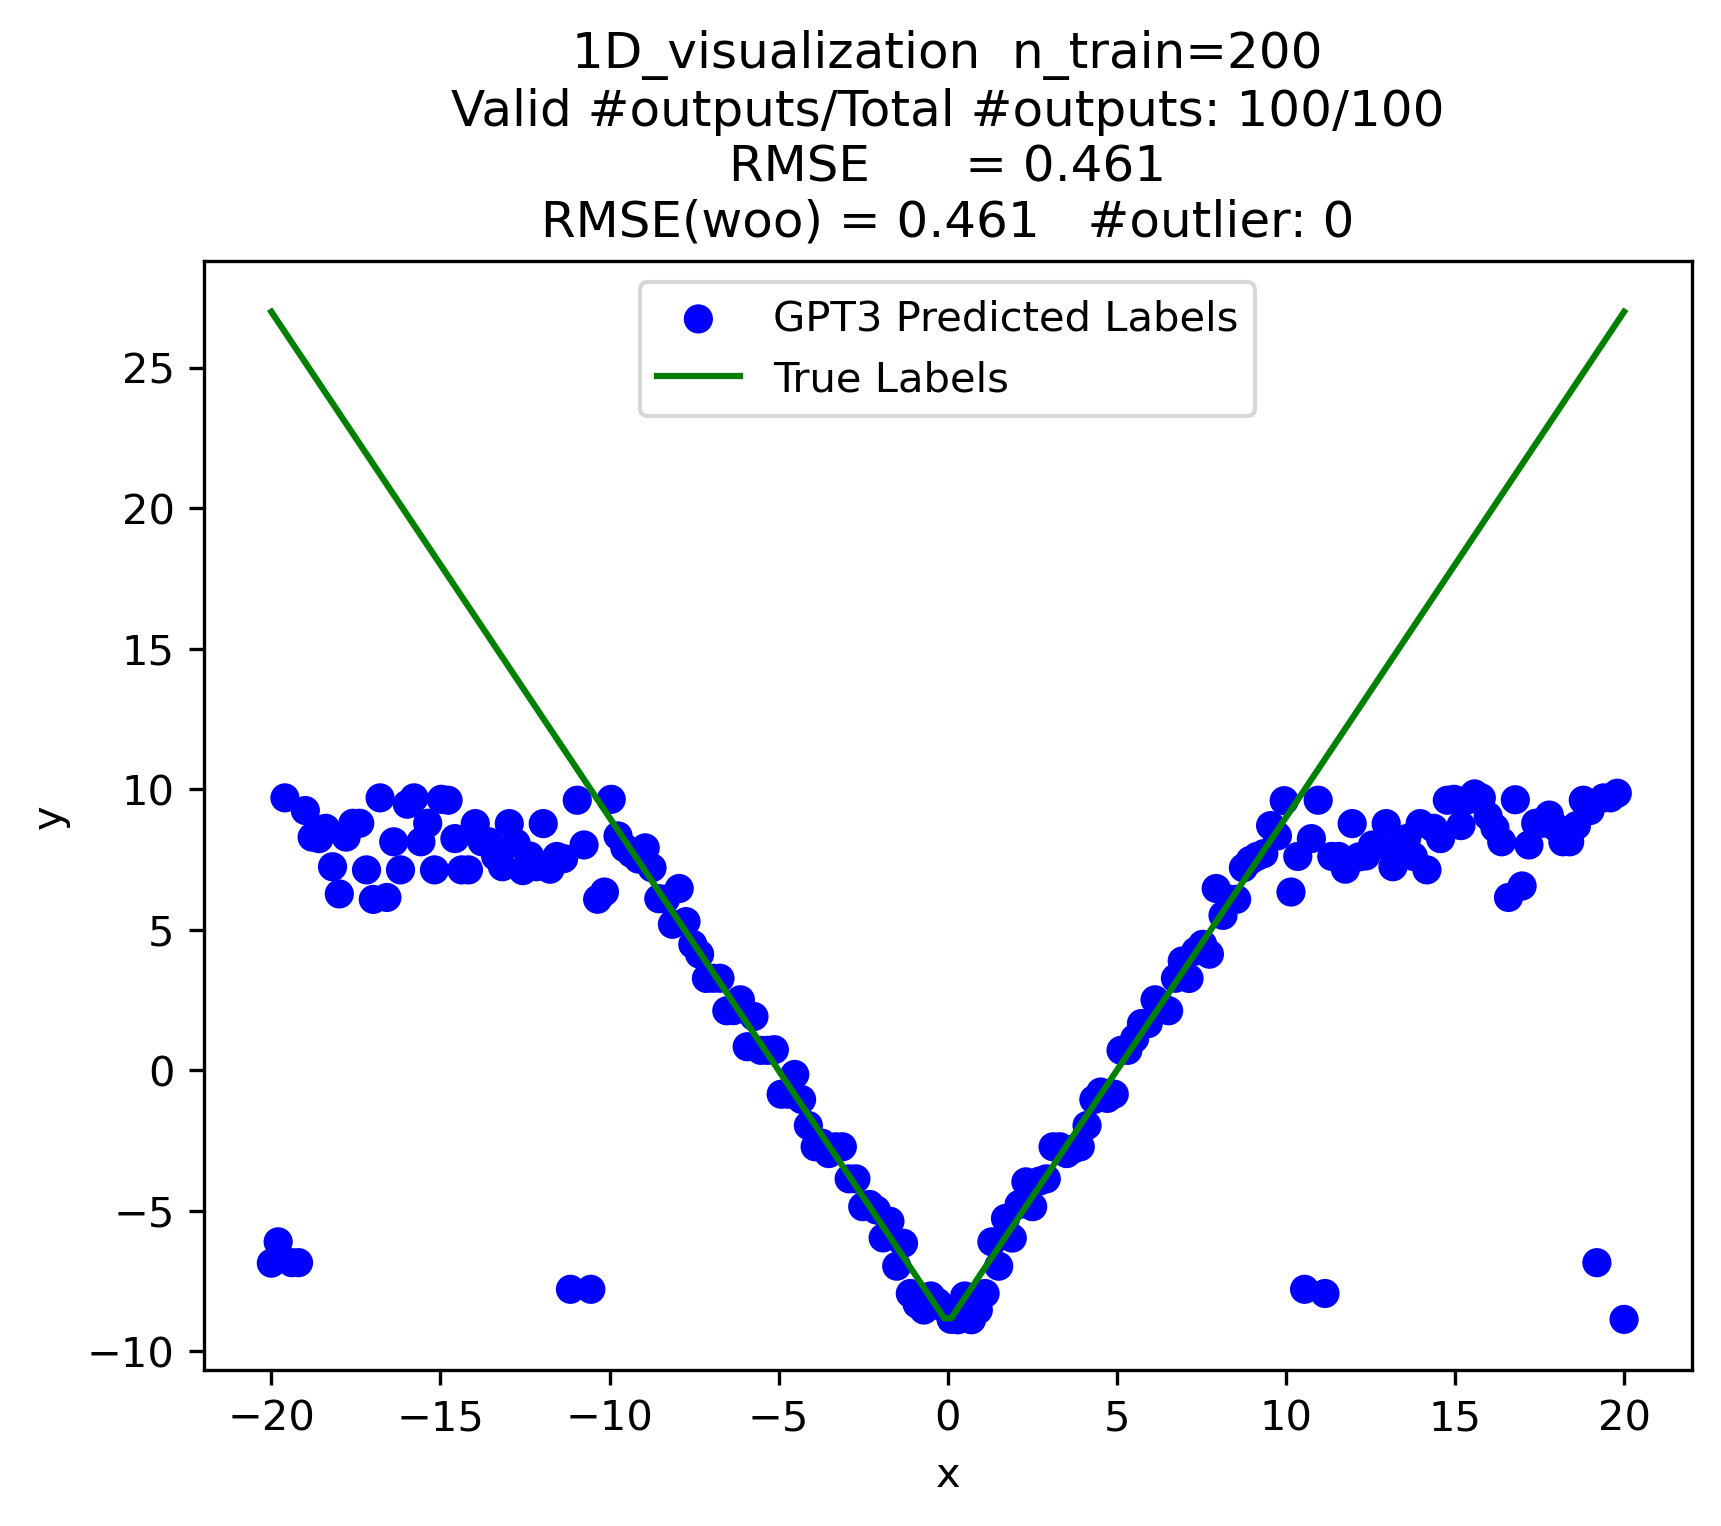 1D_visualization  n_train=200
Valid #outputs/Total #outputs: 100/100
RMSE      = 0.461
RMSE(woo) = 0.461   #outlier: 0
GPT3 Predicted Labels
True Labels
25
20
15
10
5
0
−5
−10
y
−20 −15 −10 −5 0 5 10 15 20
x